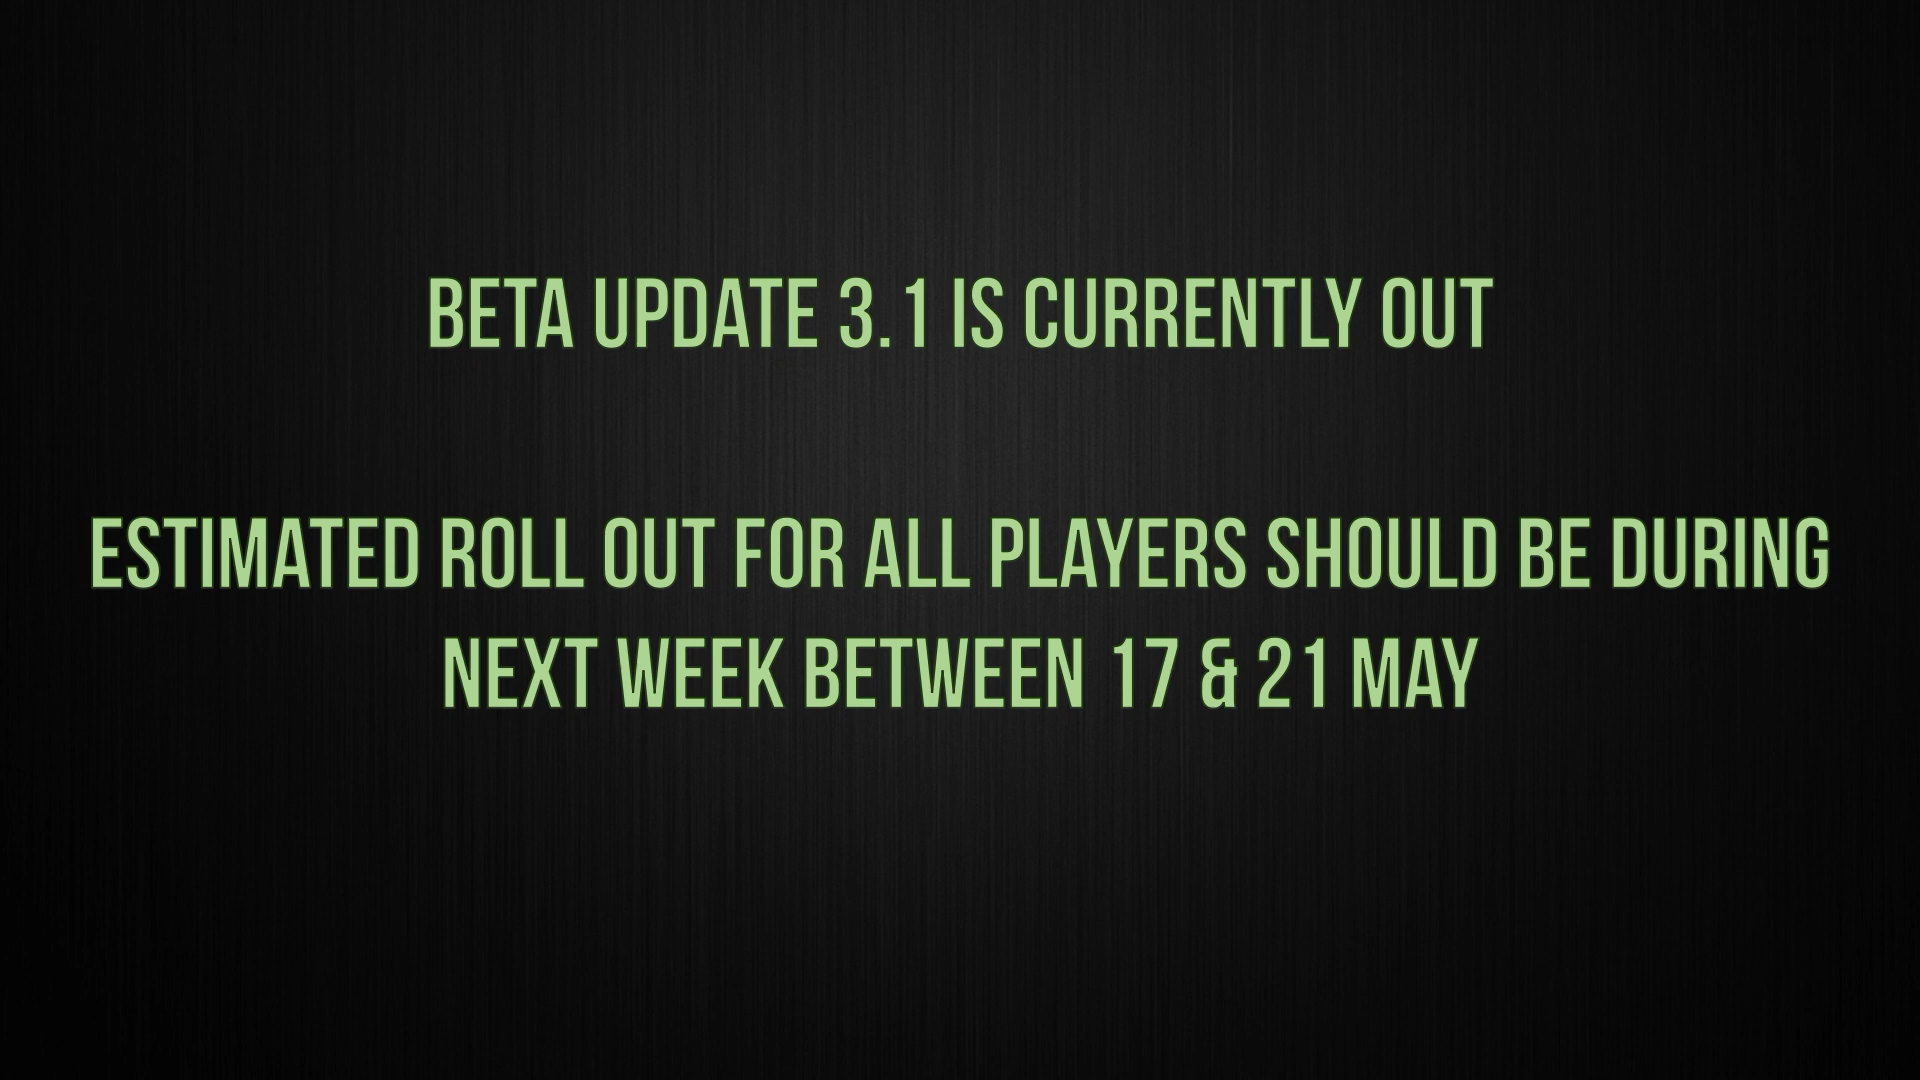 BETA UPDATE 3.1 IS CURRENTLY OUT
ESTIMATED ROLL OUT FOR ALL PLAYERS SHOULD BE DURING
NEXT WEEK BETWEEN 17 & 21 MAY